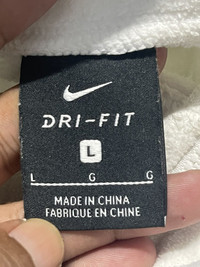 DRI-FIT
L
L G G
MADE IN CHINA
FABRIQUE EN CHINE